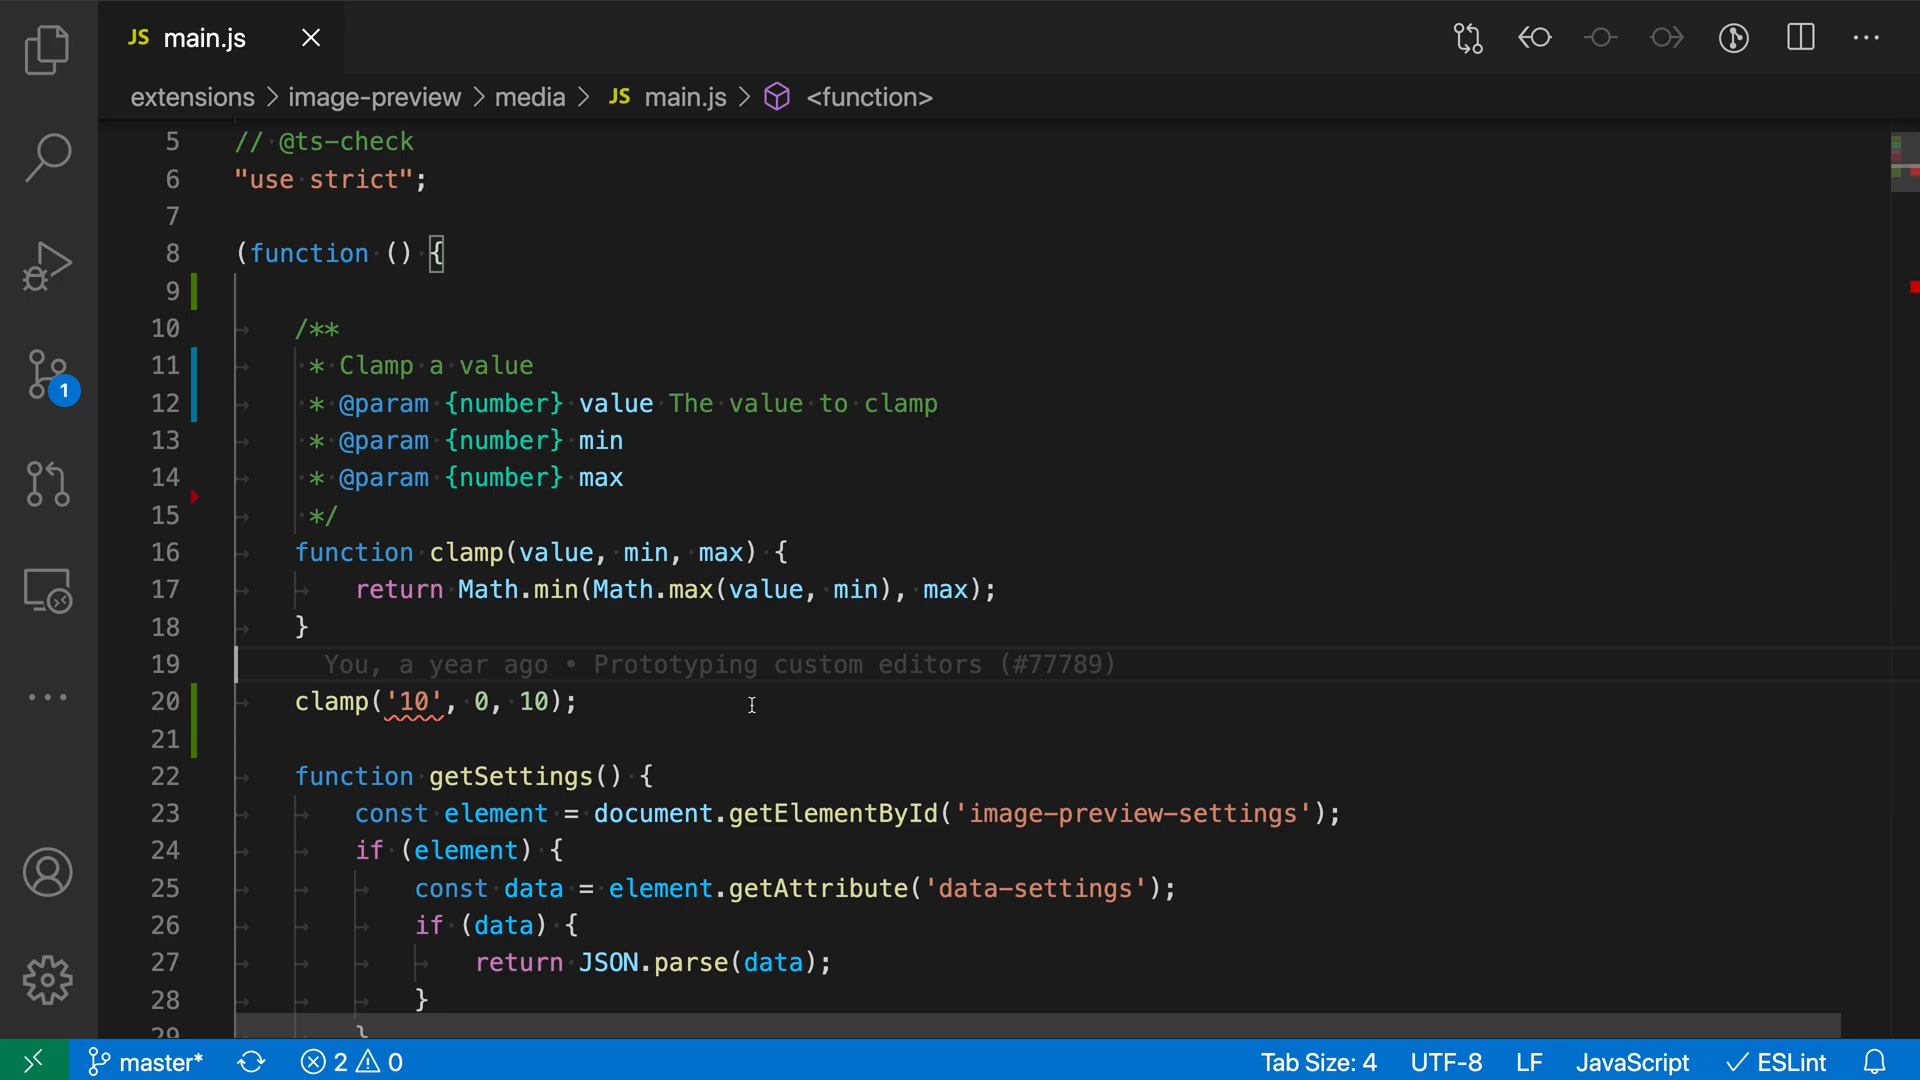 JS main.js
extensions > image-preview > media > JS main.js > <function>
5 // @ts-check
6 "use strict";
7
8 (function () {
9
10 /**
11 * Clamp a value
12 * @param {number} value The value to clamp
13 * @param {number} min
14 * @param {number} max
15 */
16 function clamp(value, min, max) {
17 return Math.min(Math.max(value, min), max);
18 }
19 You, a year ago • Prototyping custom editors (#77789)
20 clamp('10', 0, 10);
21
22 function getSettings() {
23 const element = document.getElementById('image-preview-settings');
24 if (element) {
25 const data = element.getAttribute('data-settings');
26 if (data) {
27 return JSON.parse(data);
28 }
29 }
1
master* 2 0 Tab Size: 4 UTF-8 LF JavaScript ESLint